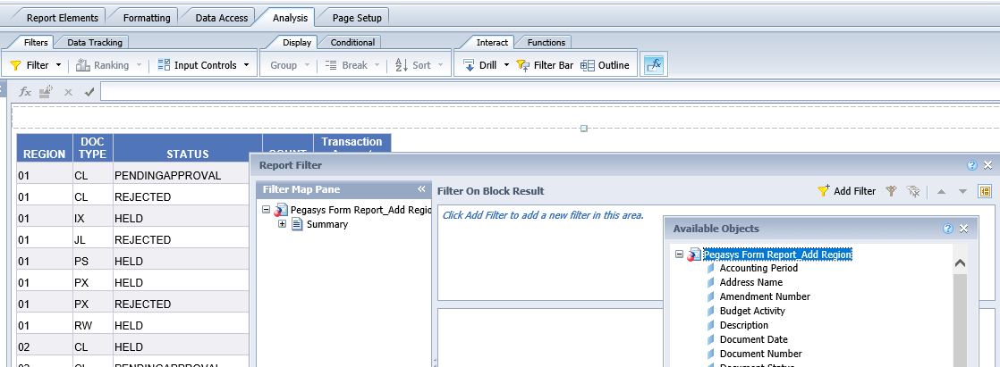 Report Elements Formatting Data Access Analysis Page Setup
Filters Data Tracking Display Conditional Interact Functions
Filter Ranking Input Controls Group Break Sort Drill Filter Bar Outline fx
fx
REGION DOC TYPE STATUS COUNT Transaction
Report Filter
Filter Map Pane «
Pegasys Form Report_Add Regio
Summary
Filter On Block Result
Add Filter
Click Add Filter to add a new filter in this area.
01 CL PENDINGAPPROVAL
01 CL REJECTED
01 IX HELD
01 JL REJECTED
01 PS HELD
01 PX HELD
01 PX REJECTED
01 RW HELD
02 CL HELD
02 CL PENDINGAPPROVAL
Available Objects
Pegasys Form Report_Add Region
Accounting Period
Address Name
Amendment Number
Budget Activity
Description
Document Date
Document Number
Document Status